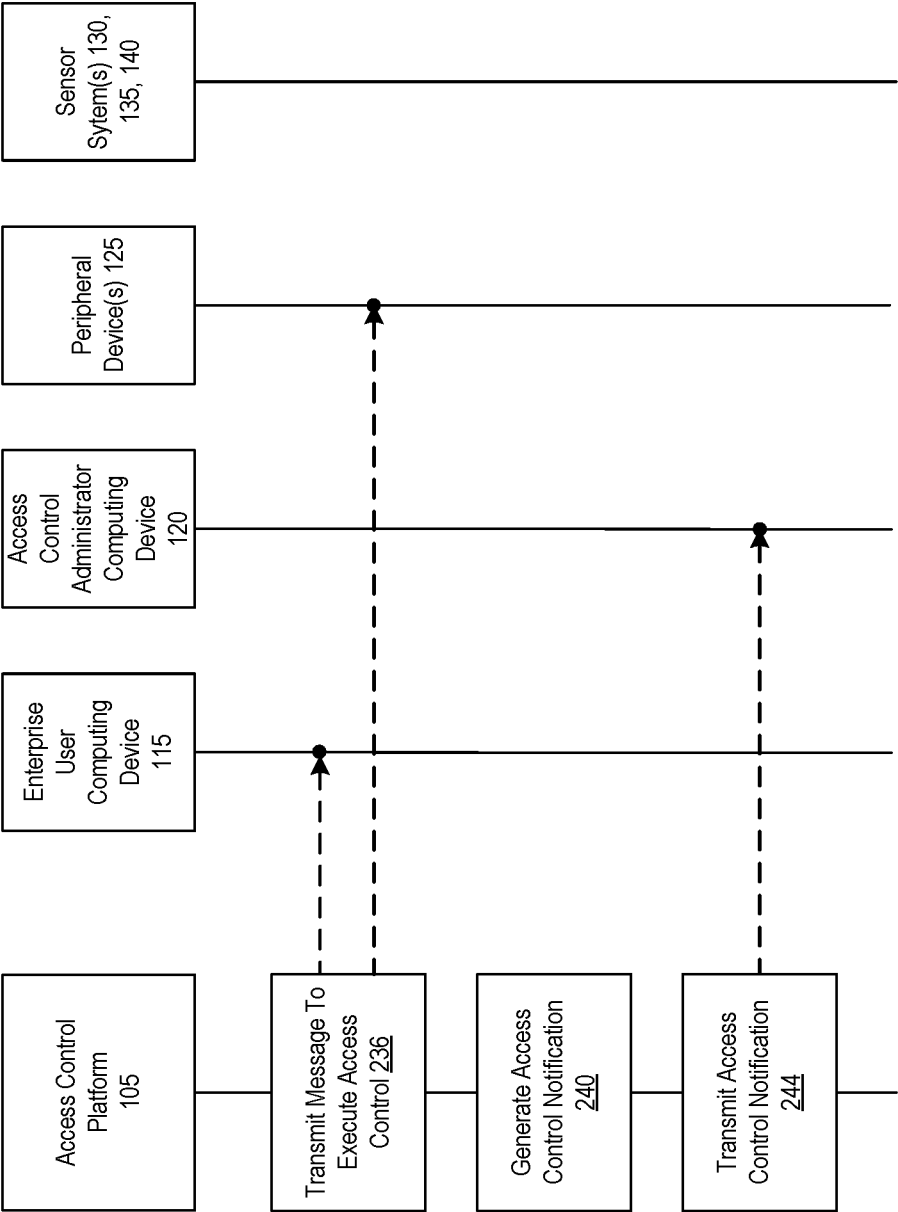 Access Control
Platform
105
Enterprise
User
Computing
Device
115
Access
Control
Administrator
Computing
Device
120
Peripheral
Device(s) 125
Sensor
Sytem(s) 130,
135, 140
Transmit Message To
Execute Access
Control 236
Generate Access
Control Notification
240
Transmit Access
Control Notification
244